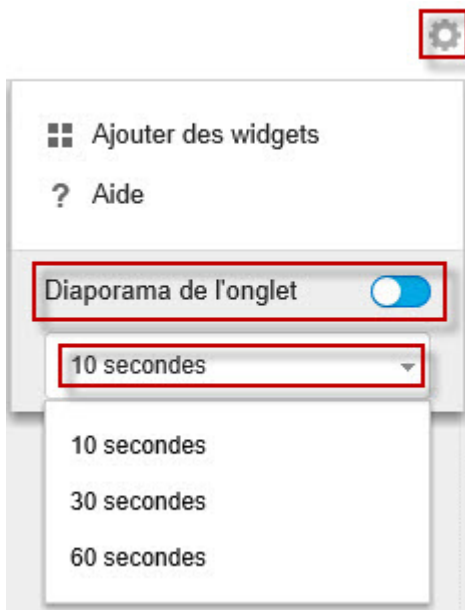 Ajouter des widgets
? Aide
Diaporama de l'onglet
10 secondes
10 secondes
30 secondes
60 secondes